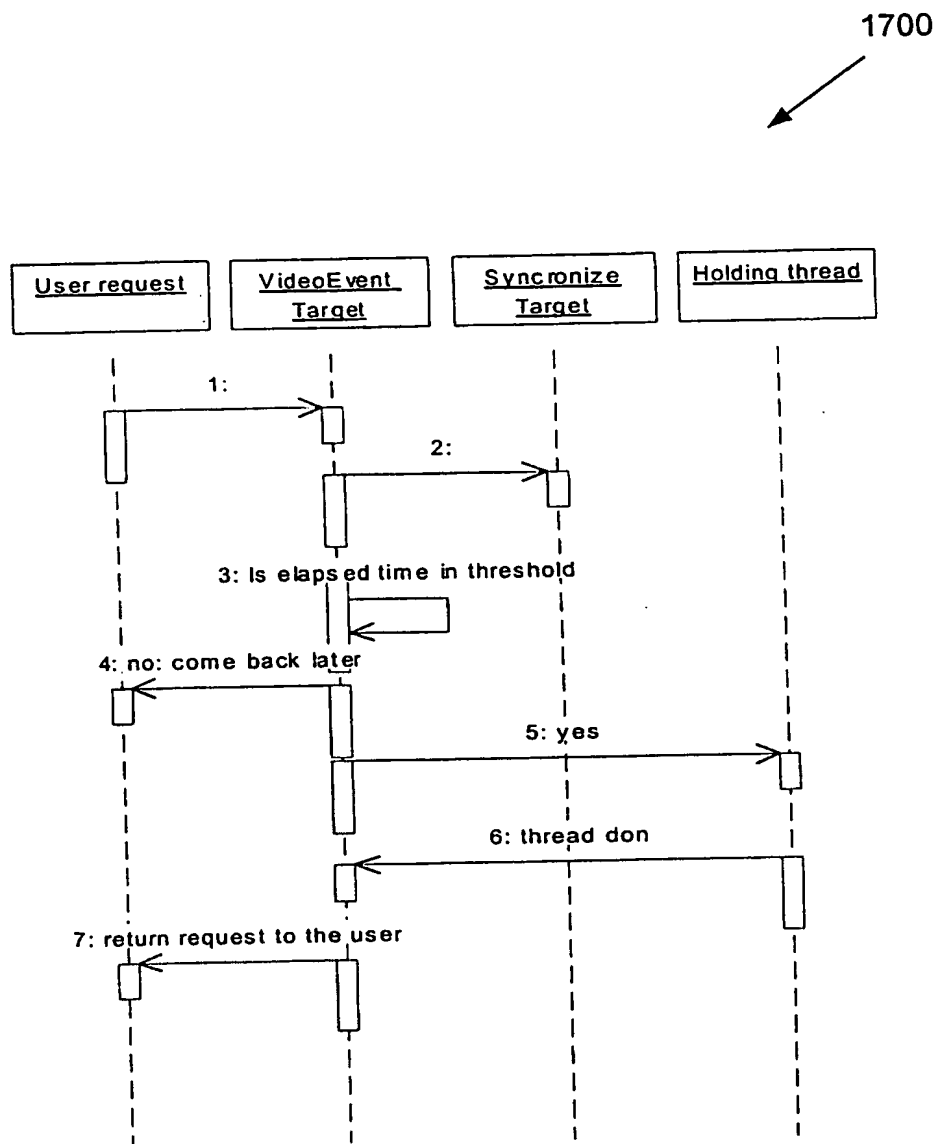 1700
User request
VideoEvent
Target
Syncronize
Target
Holding thread
1:
2:
3: Is elapsed time in threshold
4: no: come back later
5: yes
6: thread don
7: return request to the user